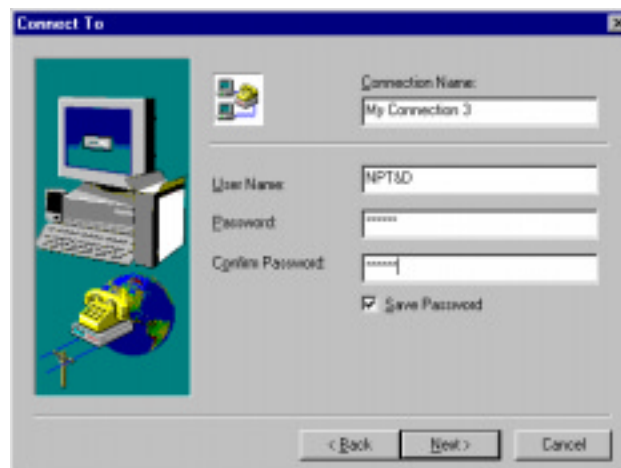 Connect To
Connection Name:
My Connection 3
User Name:
NPT&D
Password:
******
Confirm Password:
******
Save Password
< Back
Next >
Cancel